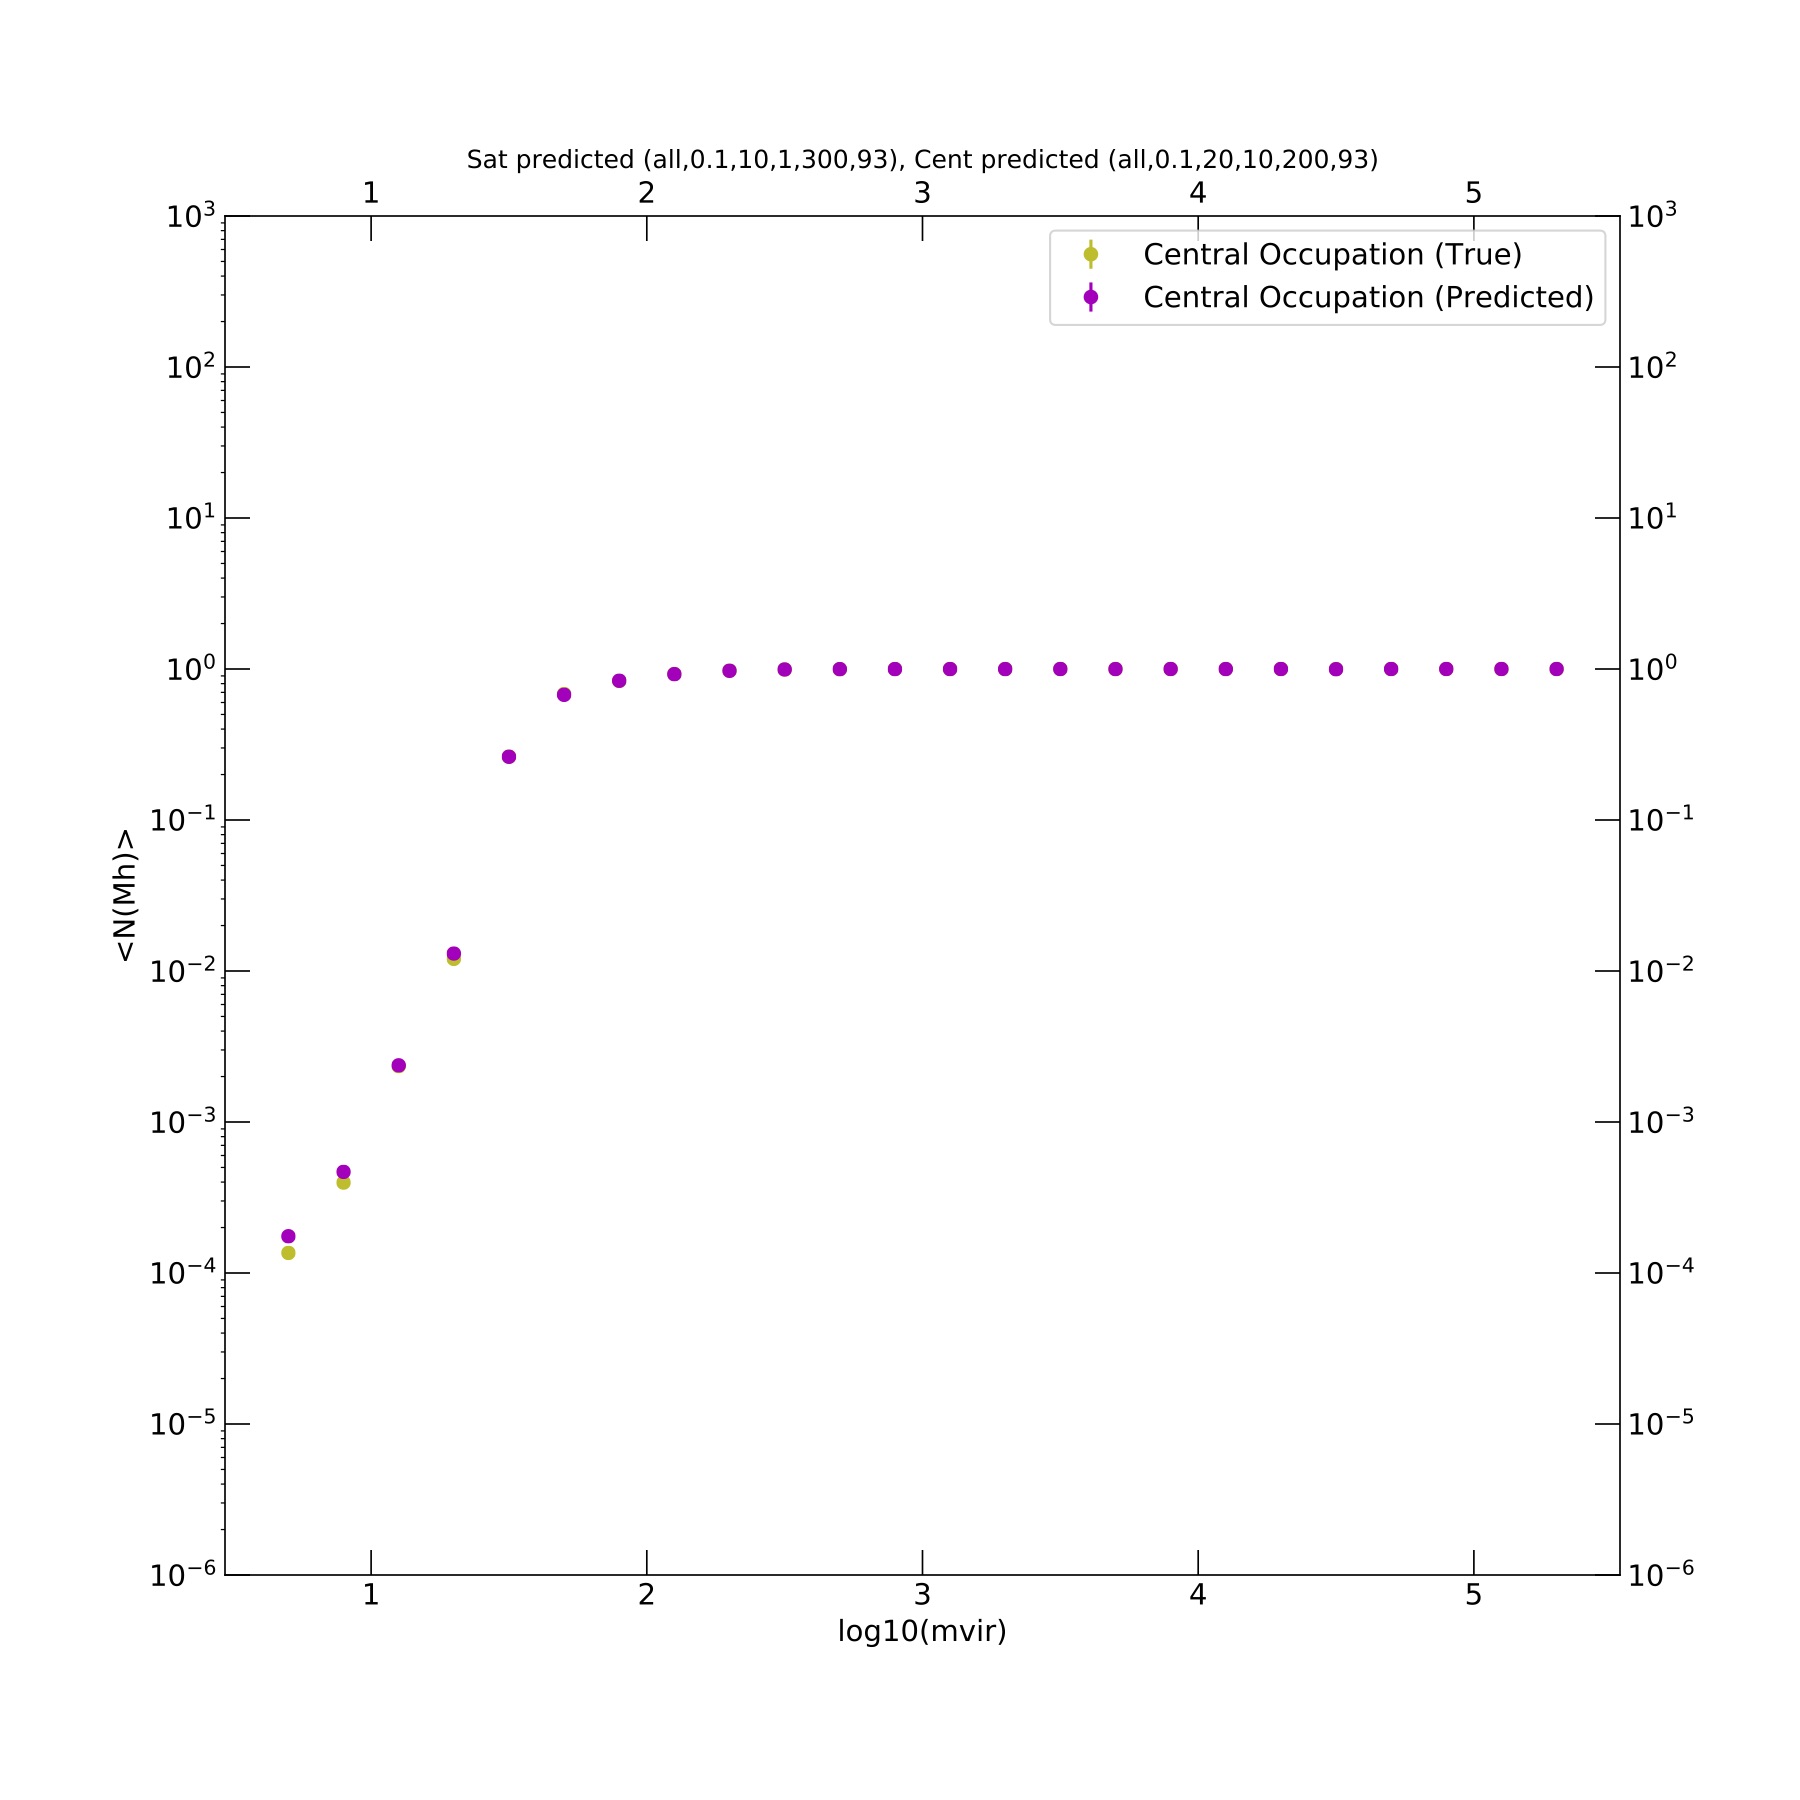 Sat predicted (all,0.1,10,1,300,93), Cent predicted (all,0.1,20,10,200,93)
1 2 3 4 5
10³ 10³
Central Occupation (True)
Central Occupation (Predicted)
10² 10²
10¹ 10¹
10⁰ 10⁰
10⁻¹ 10⁻¹
<N(Mh)>
10⁻² 10⁻²
10⁻³ 10⁻³
10⁻⁴ 10⁻⁴
10⁻⁵ 10⁻⁵
10⁻⁶ 10⁻⁶
1 2 3 4 5
log10(mvir)